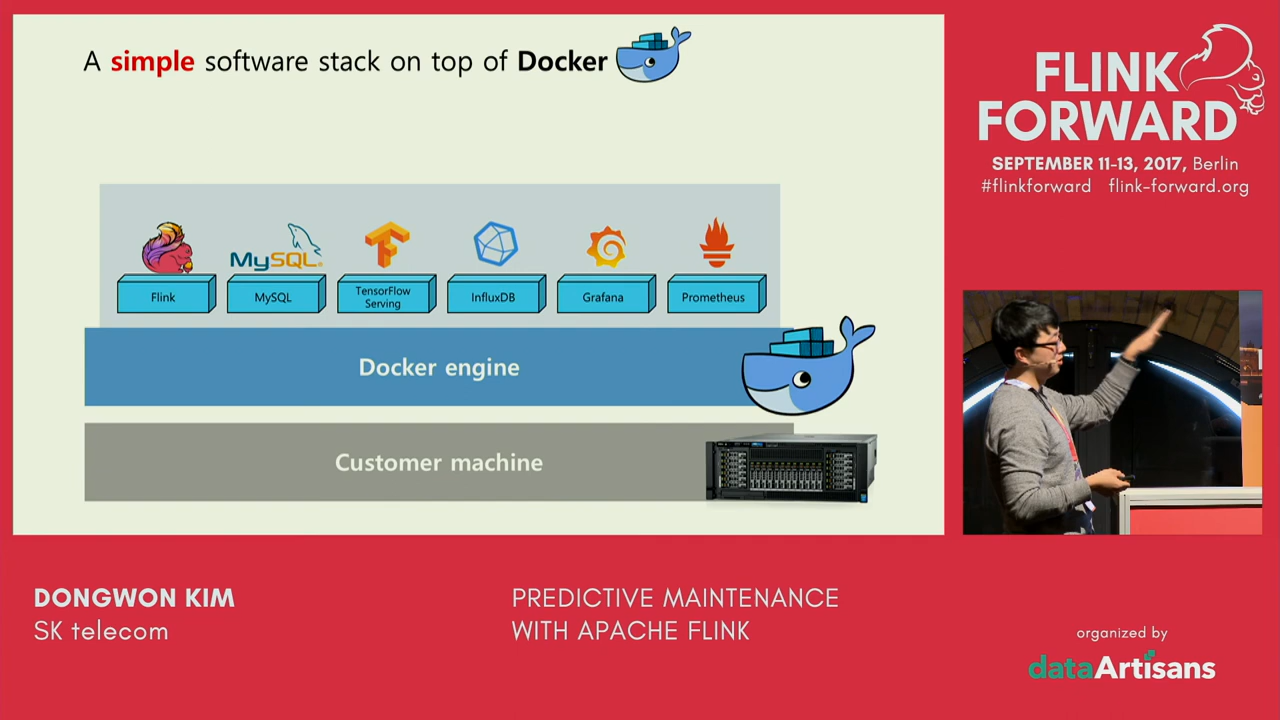 A simple software stack on top of Docker
MySQL
Flink
MySQL
TensorFlow
Serving
InfluxDB
Grafana
Prometheus
Docker engine
Customer machine
FLINK
FORWARD
SEPTEMBER 11-13, 2017, Berlin
#flinkforward flink-forward.org
DONGWON KIM
SK telecom
PREDICTIVE MAINTENANCE
WITH APACHE FLINK
organized by
dataArtisans